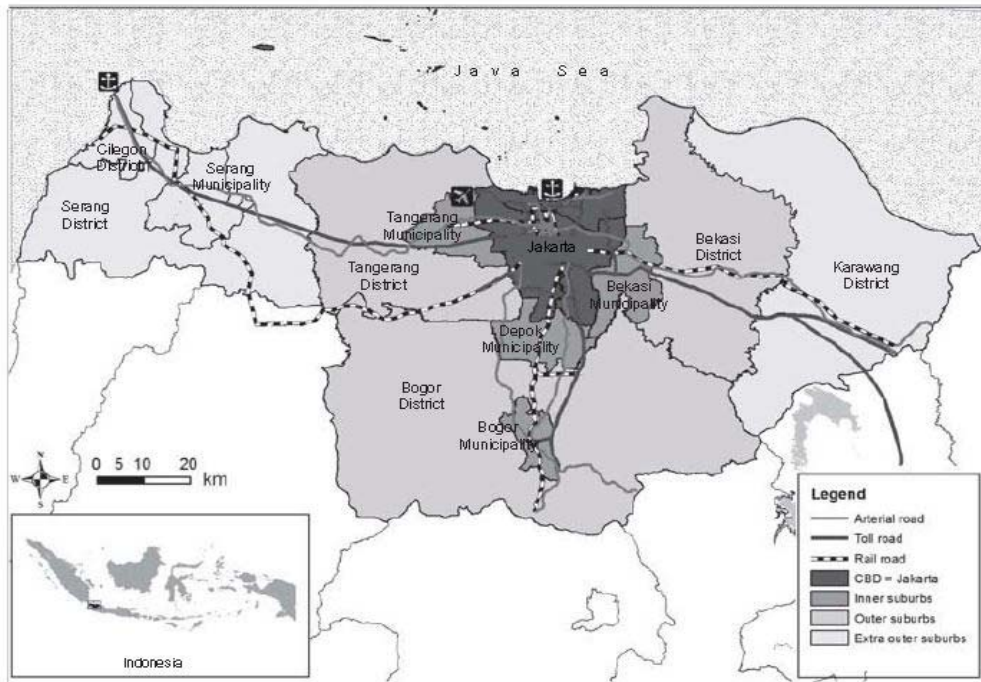 Java Sea
Cilegon
District
Serang
Municipality
Serang
District
Tangerang
Municipality
Jakarta
Tangerang
District
Bekasi
District
Karawang
District
Bekasi
Municipality
Depok
Municipality
Bogor
District
Bogor
Municipality
N
W E
S
0 5 10 20
km
Indonesia
Legend
Arterial road
Toll road
Rail road
CBD = Jakarta
Inner suburbs
Outer suburbs
Extra outer suburbs